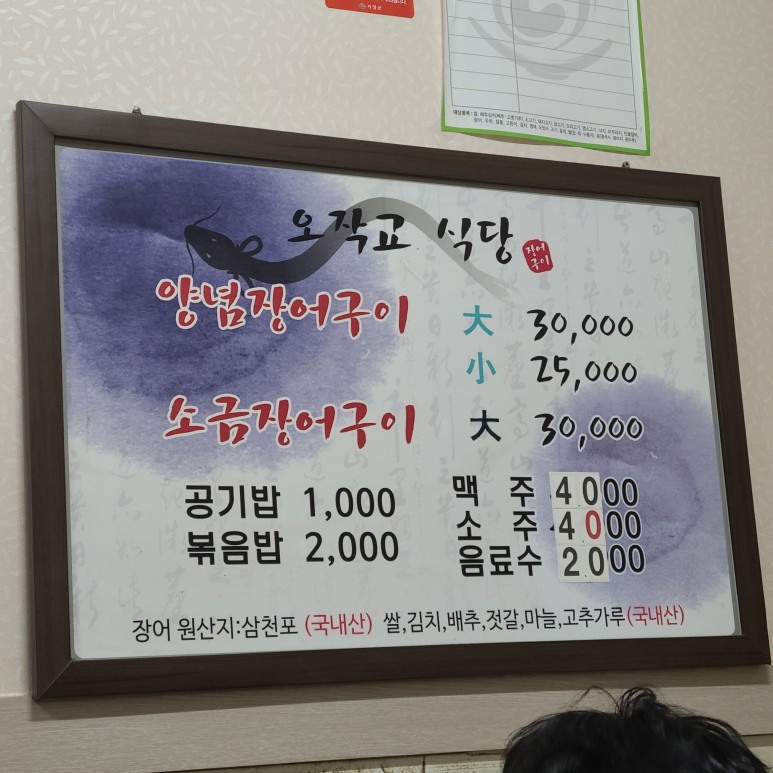 오작교 식당
장어
구이
양념장어구이 大 30,000
小 25,000
소금장어구이 大 30,000
공기밥 1,000
볶음밥 2,000
맥 주 4000
소 주 4000
음료수 2000
장어 원산지:삼천포 (국내산) 쌀,김치,배추,젓갈,마늘,고추가루(국내산)